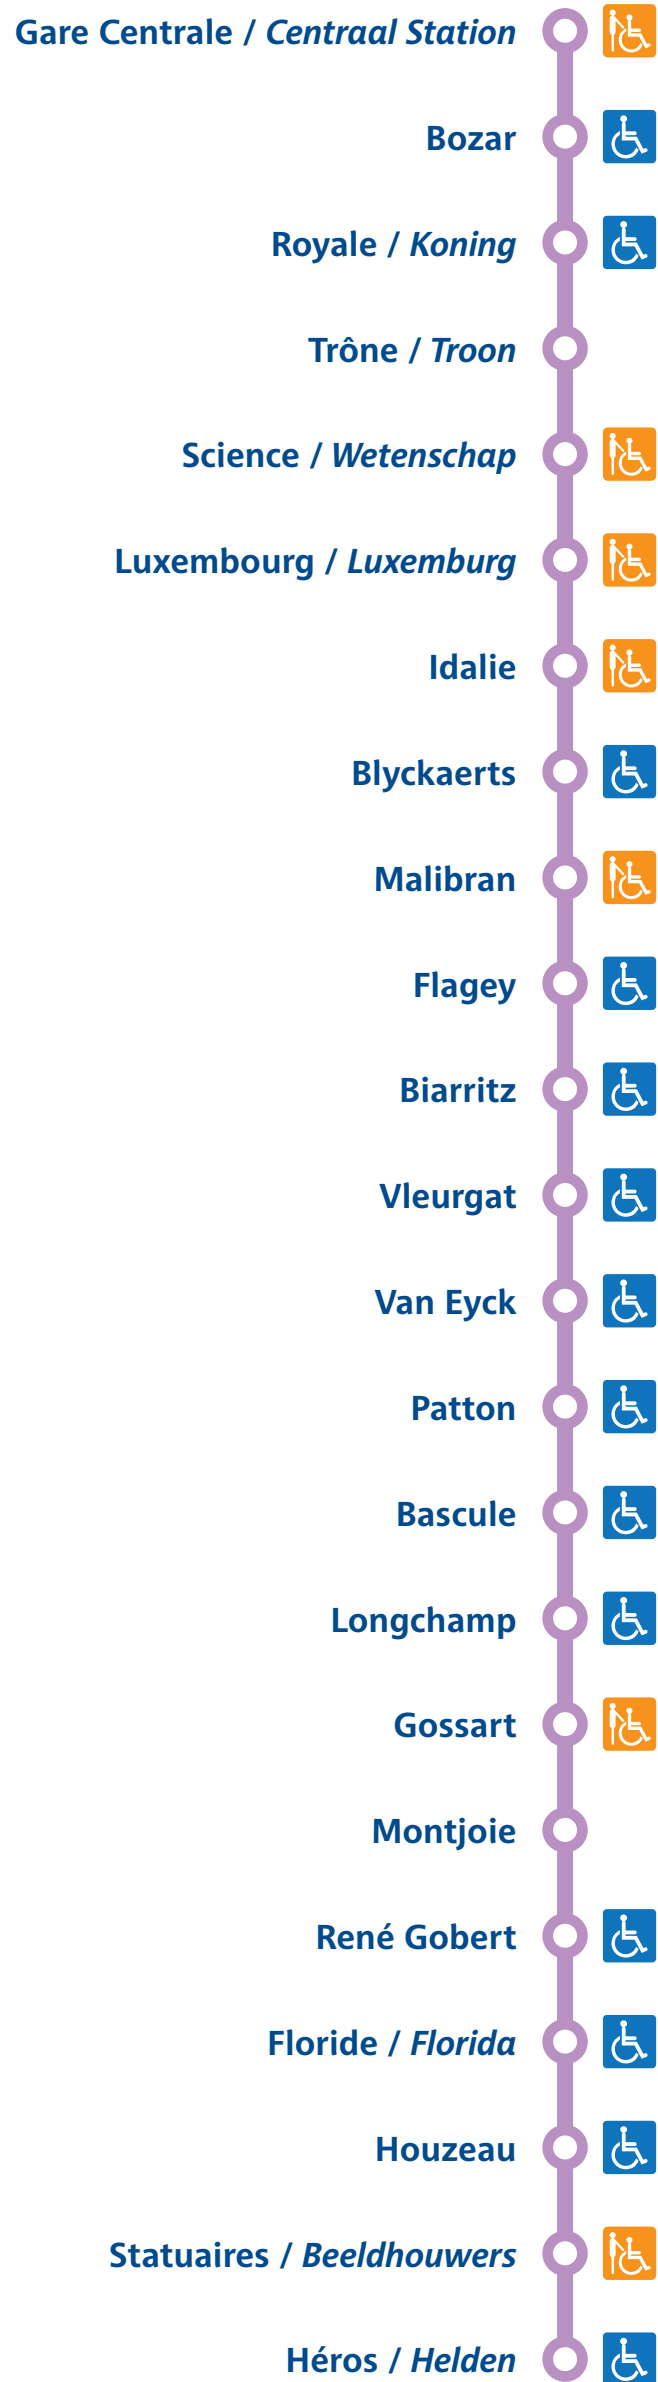 Gare Centrale / Centraal Station
Bozar
Royale / Koning
Trône / Troon
Science / Wetenschap
Luxembourg / Luxemburg
Idalie
Blyckaerts
Malibran
Flagey
Biarritz
Vleurgat
Van Eyck
Patton
Bascule
Longchamp
Gossart
Montjoie
René Gobert
Floride / Florida
Houzeau
Statuaires / Beeldhouwers
Héros / Helden